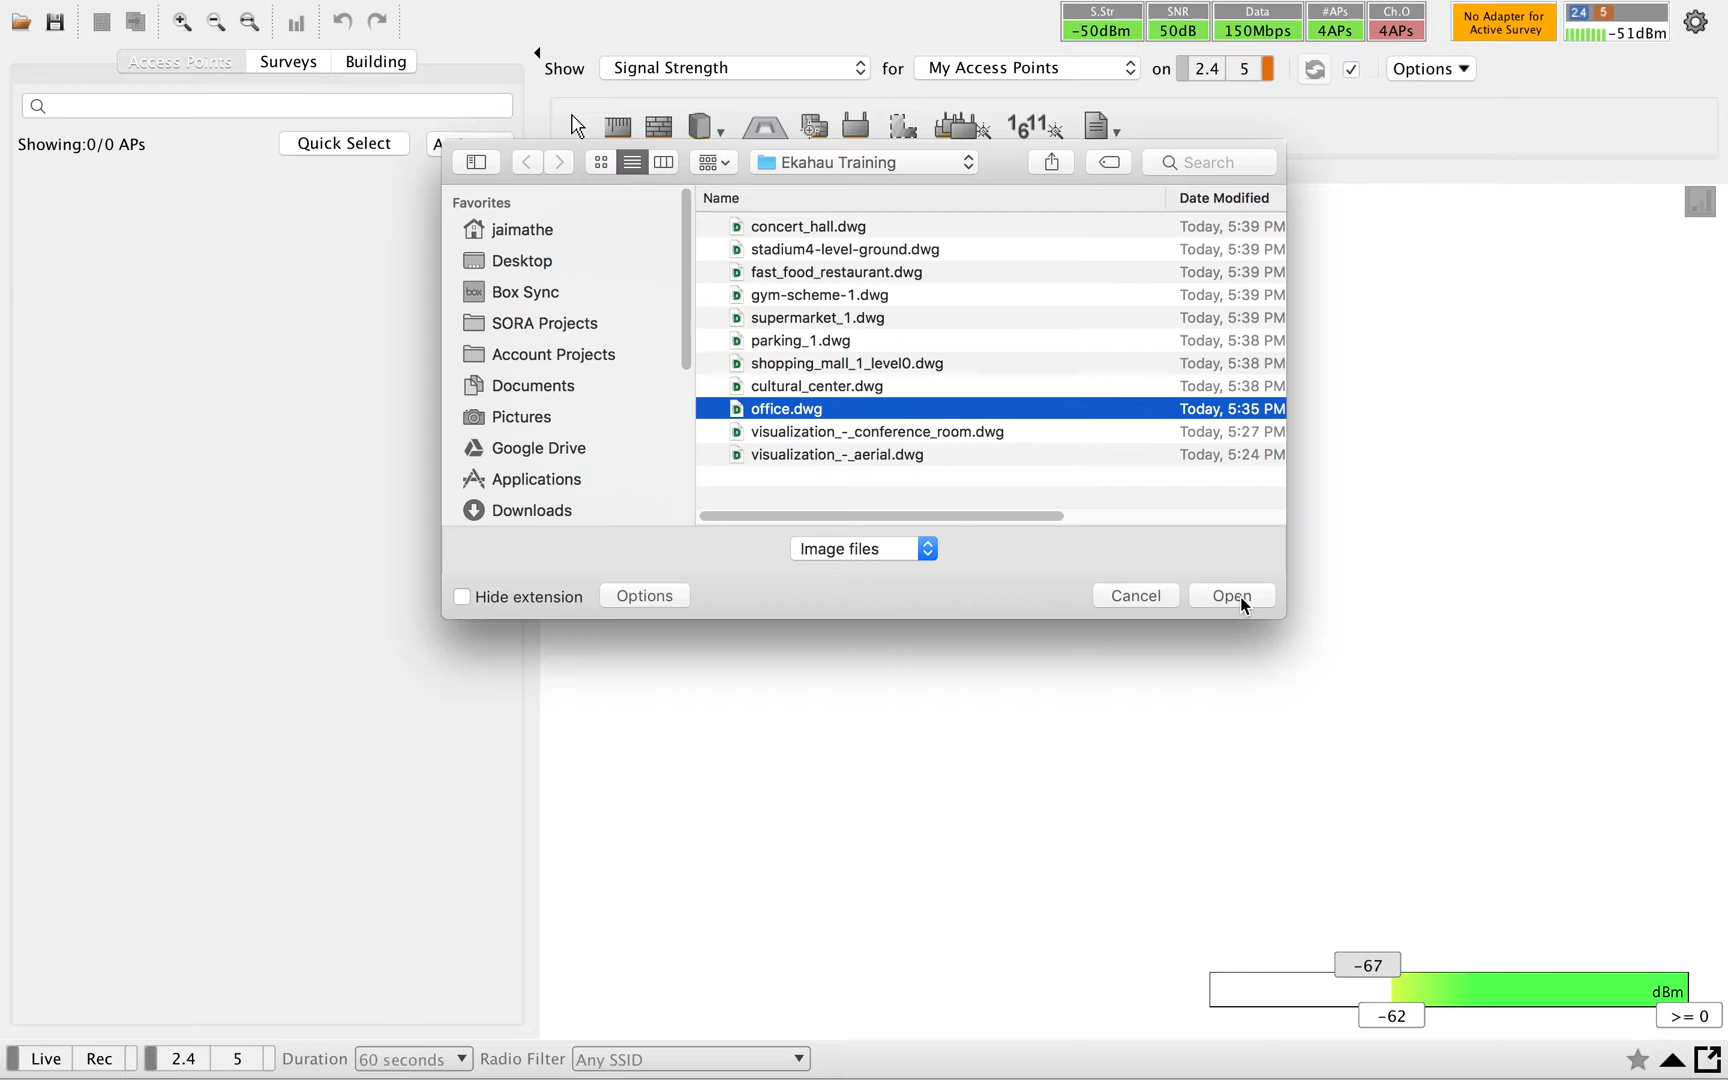 S.Str SNR Data #APs Ch.O
-50dBm 50dB 150Mbps 4APs 4APs
No Adapter for
Active Survey
2.4 5
-51dBm
Access Points Surveys Building
Show Signal Strength for My Access Points on 2.4 5 Options
Showing:0/0 APs Quick Select A
1611
Ekahau Training Search
Favorites
jaimathe
Desktop
Box Sync
SORA Projects
Account Projects
Documents
Pictures
Google Drive
Applications
Downloads
Name Date Modified
concert_hall.dwg Today, 5:39 PM
stadium4-level-ground.dwg Today, 5:39 PM
fast_food_restaurant.dwg Today, 5:39 PM
gym-scheme-1.dwg Today, 5:39 PM
supermarket_1.dwg Today, 5:39 PM
parking_1.dwg Today, 5:38 PM
shopping_mall_1_level0.dwg Today, 5:38 PM
cultural_center.dwg Today, 5:38 PM
office.dwg Today, 5:35 PM
visualization_-_conference_room.dwg Today, 5:27 PM
visualization_-_aerial.dwg Today, 5:24 PM
Image files
Hide extension Options Cancel Open
-67
dBm
-62 >= 0
Live Rec 2.4 5 Duration 60 seconds Radio Filter Any SSID